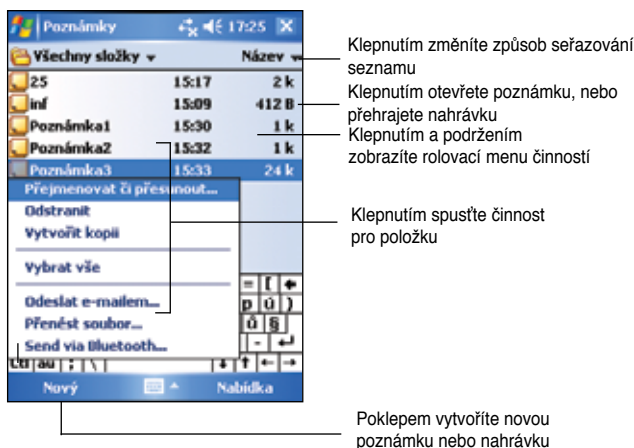 Poznámky 17:25
Všechny složky Název
25 15:17 2 k
inf 15:09 412 B
Poznámka1 15:30 1 k
Poznámka2 15:32 1 k
Poznámka3 15:33 24 k
Přejmenovat či přesunout...
Odstranit
Vytvořit kopii
Vybrat vše
Odeslat e-mailem...
Přenést soubor...
Send via Bluetooth...
= [
p ú )
ů §
-
au ; \
Nový Nabídka
Klepnutím změníte způsob seřazování
seznamu
Klepnutím otevřete poznámku, nebo
přehrajete nahrávku
Klepnutím a podržením
zobrazíte rolovací menu činností
Klepnutím spusťte činnost
pro položku
Poklepem vytvoříte novou
poznámku nebo nahrávku